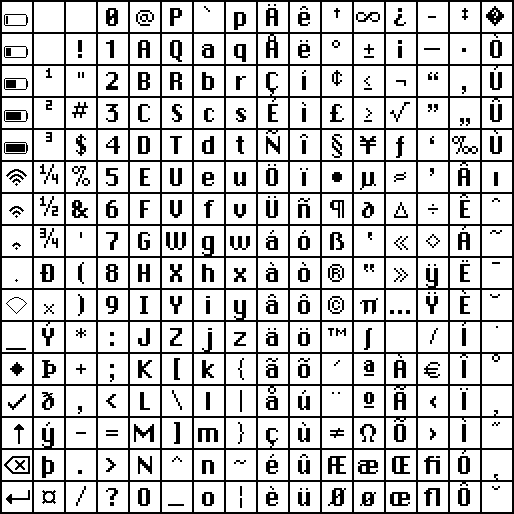 0 @ P ` p Ä ê † ∞ ¿ – ‡ �
! 1 A Q a q Å ë ° ± ¡ — · Ò
¹ " 2 B R b r Ç í ¢ ≤ ¬ “ ‚ Ú
² # 3 C S c s É ì £ ≥ √ ” „ Û
³ $ 4 D T d t Ñ î § ¥ ƒ ‘ ‰ Ù
¼ % 5 E U e u Ö ï • µ ≈ ’ Â ı
½ & 6 F V f v Ü ñ ¶ ∂ ∆ ÷ Ê ˆ
¾ ' 7 G W g w á ó ß ' « ◊ Á ˜
Ð ( 8 H X h x à ò ® " » ÿ Ë ¯
× ) 9 I Y i y â ô © π … Ÿ È ˘
_ Ý * : J Z j z ä ö ™ ∫ / Í ˙
◆ Þ + ; K [ k { ã õ ´ ª À € Î ˚
✓ ð , < L \ l | å ú ¨ º Ã ‹ Ï ¸
↑ ý - = M ] m } ç ù ≠ Ω Õ › Ì ˝
⌫ þ . > N ^ n ~ é û Æ æ Œ ﬁ Ó ˛
↵ ¤ / ? O _ o ¦ è ü Ø ø œ ﬂ Ô ˇ